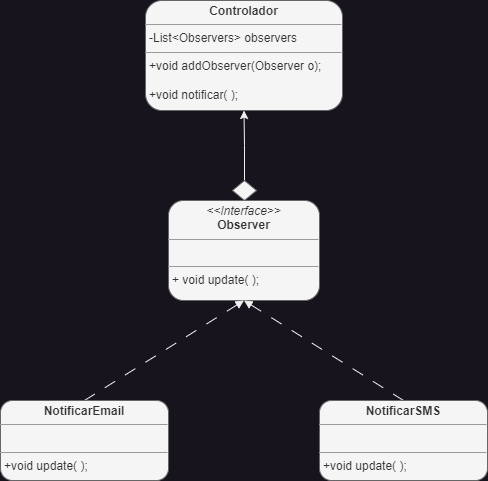 Controlador
-List<Observers> observers
+void addObserver(Observer o);
+void notificar( );
<<Interface>>
Observer
+ void update( );
NotificarEmail
+void update( );
NotificarSMS
+void update( );